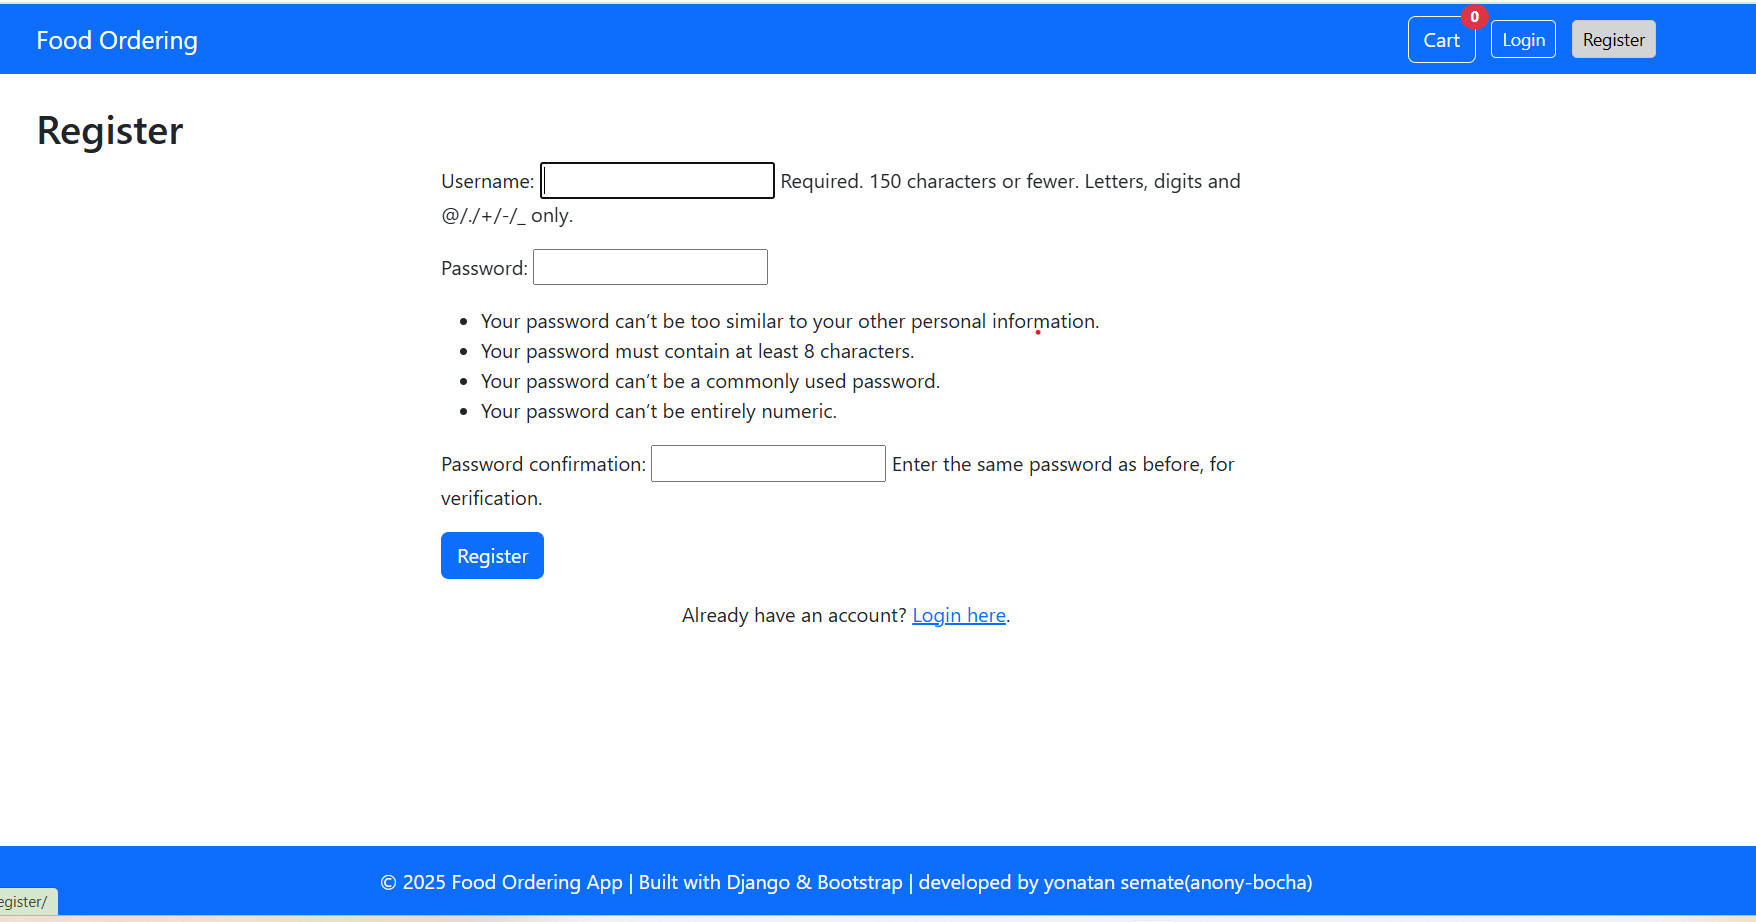 Food Ordering
Cart
0
Login
Register
Register
Username:
Required. 150 characters or fewer. Letters, digits and
@/./+/-/_ only.
Password:
Your password can’t be too similar to your other personal information.
Your password must contain at least 8 characters.
Your password can’t be a commonly used password.
Your password can’t be entirely numeric.
Password confirmation:
Enter the same password as before, for
verification.
Register
Already have an account? Login here.
© 2025 Food Ordering App | Built with Django & Bootstrap | developed by yonatan semate(anony-bocha)
egister/